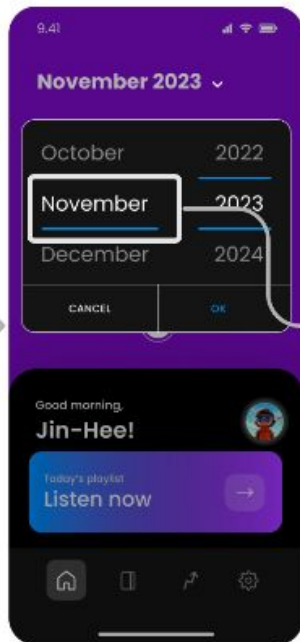 9.41
November 2023
October 2022
November 2023
December 2024
CANCEL OK
Good morning,
Jin-Hee!
Today's playlist
Listen now